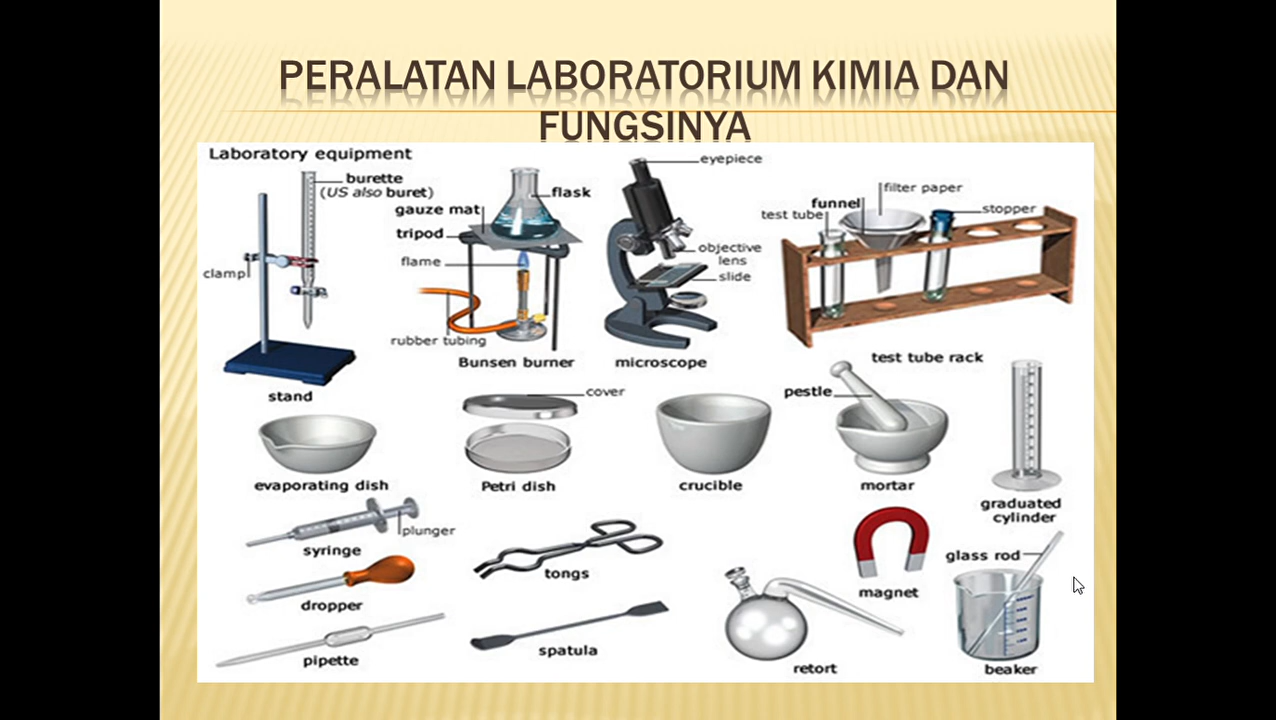 PERALATAN LABORATORIUM KIMIA DAN
FUNGSINYA
Laboratory equipment
burette
(US also buret)
clamp
stand
flask
gauze mat
tripod
flame
rubber tubing
Bunsen burner
eyepiece
objective
lens
slide
microscope
filter paper
funnel
test tube
stopper
test tube rack
evaporating dish
cover
Petri dish
crucible
pestle
mortar
graduated
cylinder
plunger
syringe
dropper
pipette
tongs
spatula
retort
magnet
glass rod
beaker